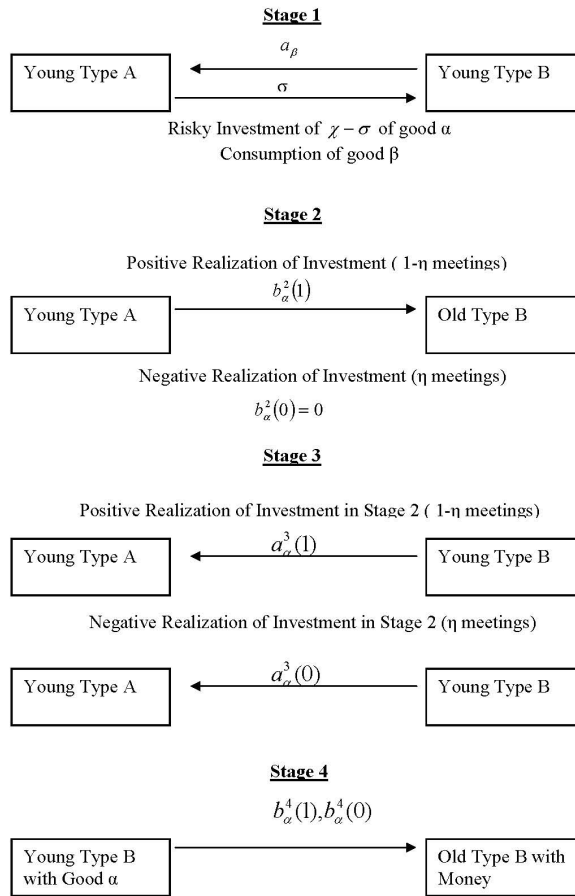 Stage 1
Young Type A
a_β
Young Type B
σ
Risky Investment of χ − σ of good α
Consumption of good β
Stage 2
Positive Realization of Investment ( 1-η meetings)
Young Type A
b_α^2(1)
Old Type B
Negative Realization of Investment (η meetings)
b_α^2(0) = 0
Stage 3
Positive Realization of Investment in Stage 2 ( 1-η meetings)
Young Type A
a_α^3(1)
Young Type B
Negative Realization of Investment in Stage 2 (η meetings)
Young Type A
a_α^3(0)
Young Type B
Stage 4
b_α^4(1), b_α^4(0)
Young Type B
with Good α
Old Type B with
Money